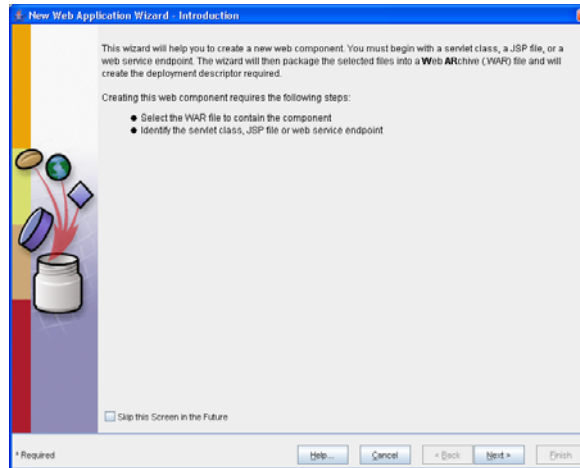 New Web Application Wizard - Introduction
This wizard will help you to create a new web component. You must begin with a servlet class, a JSP file, or a
web service endpoint. The wizard will then package the selected files into a Web ARchive (.WAR) file and will
create the deployment descriptor required.
Creating this web component requires the following steps:
● Select the WAR file to contain the component
● Identify the servlet class, JSP file or web service endpoint
Skip this Screen in the Future
* Required
Help...
Cancel
< Back
Next >
Finish